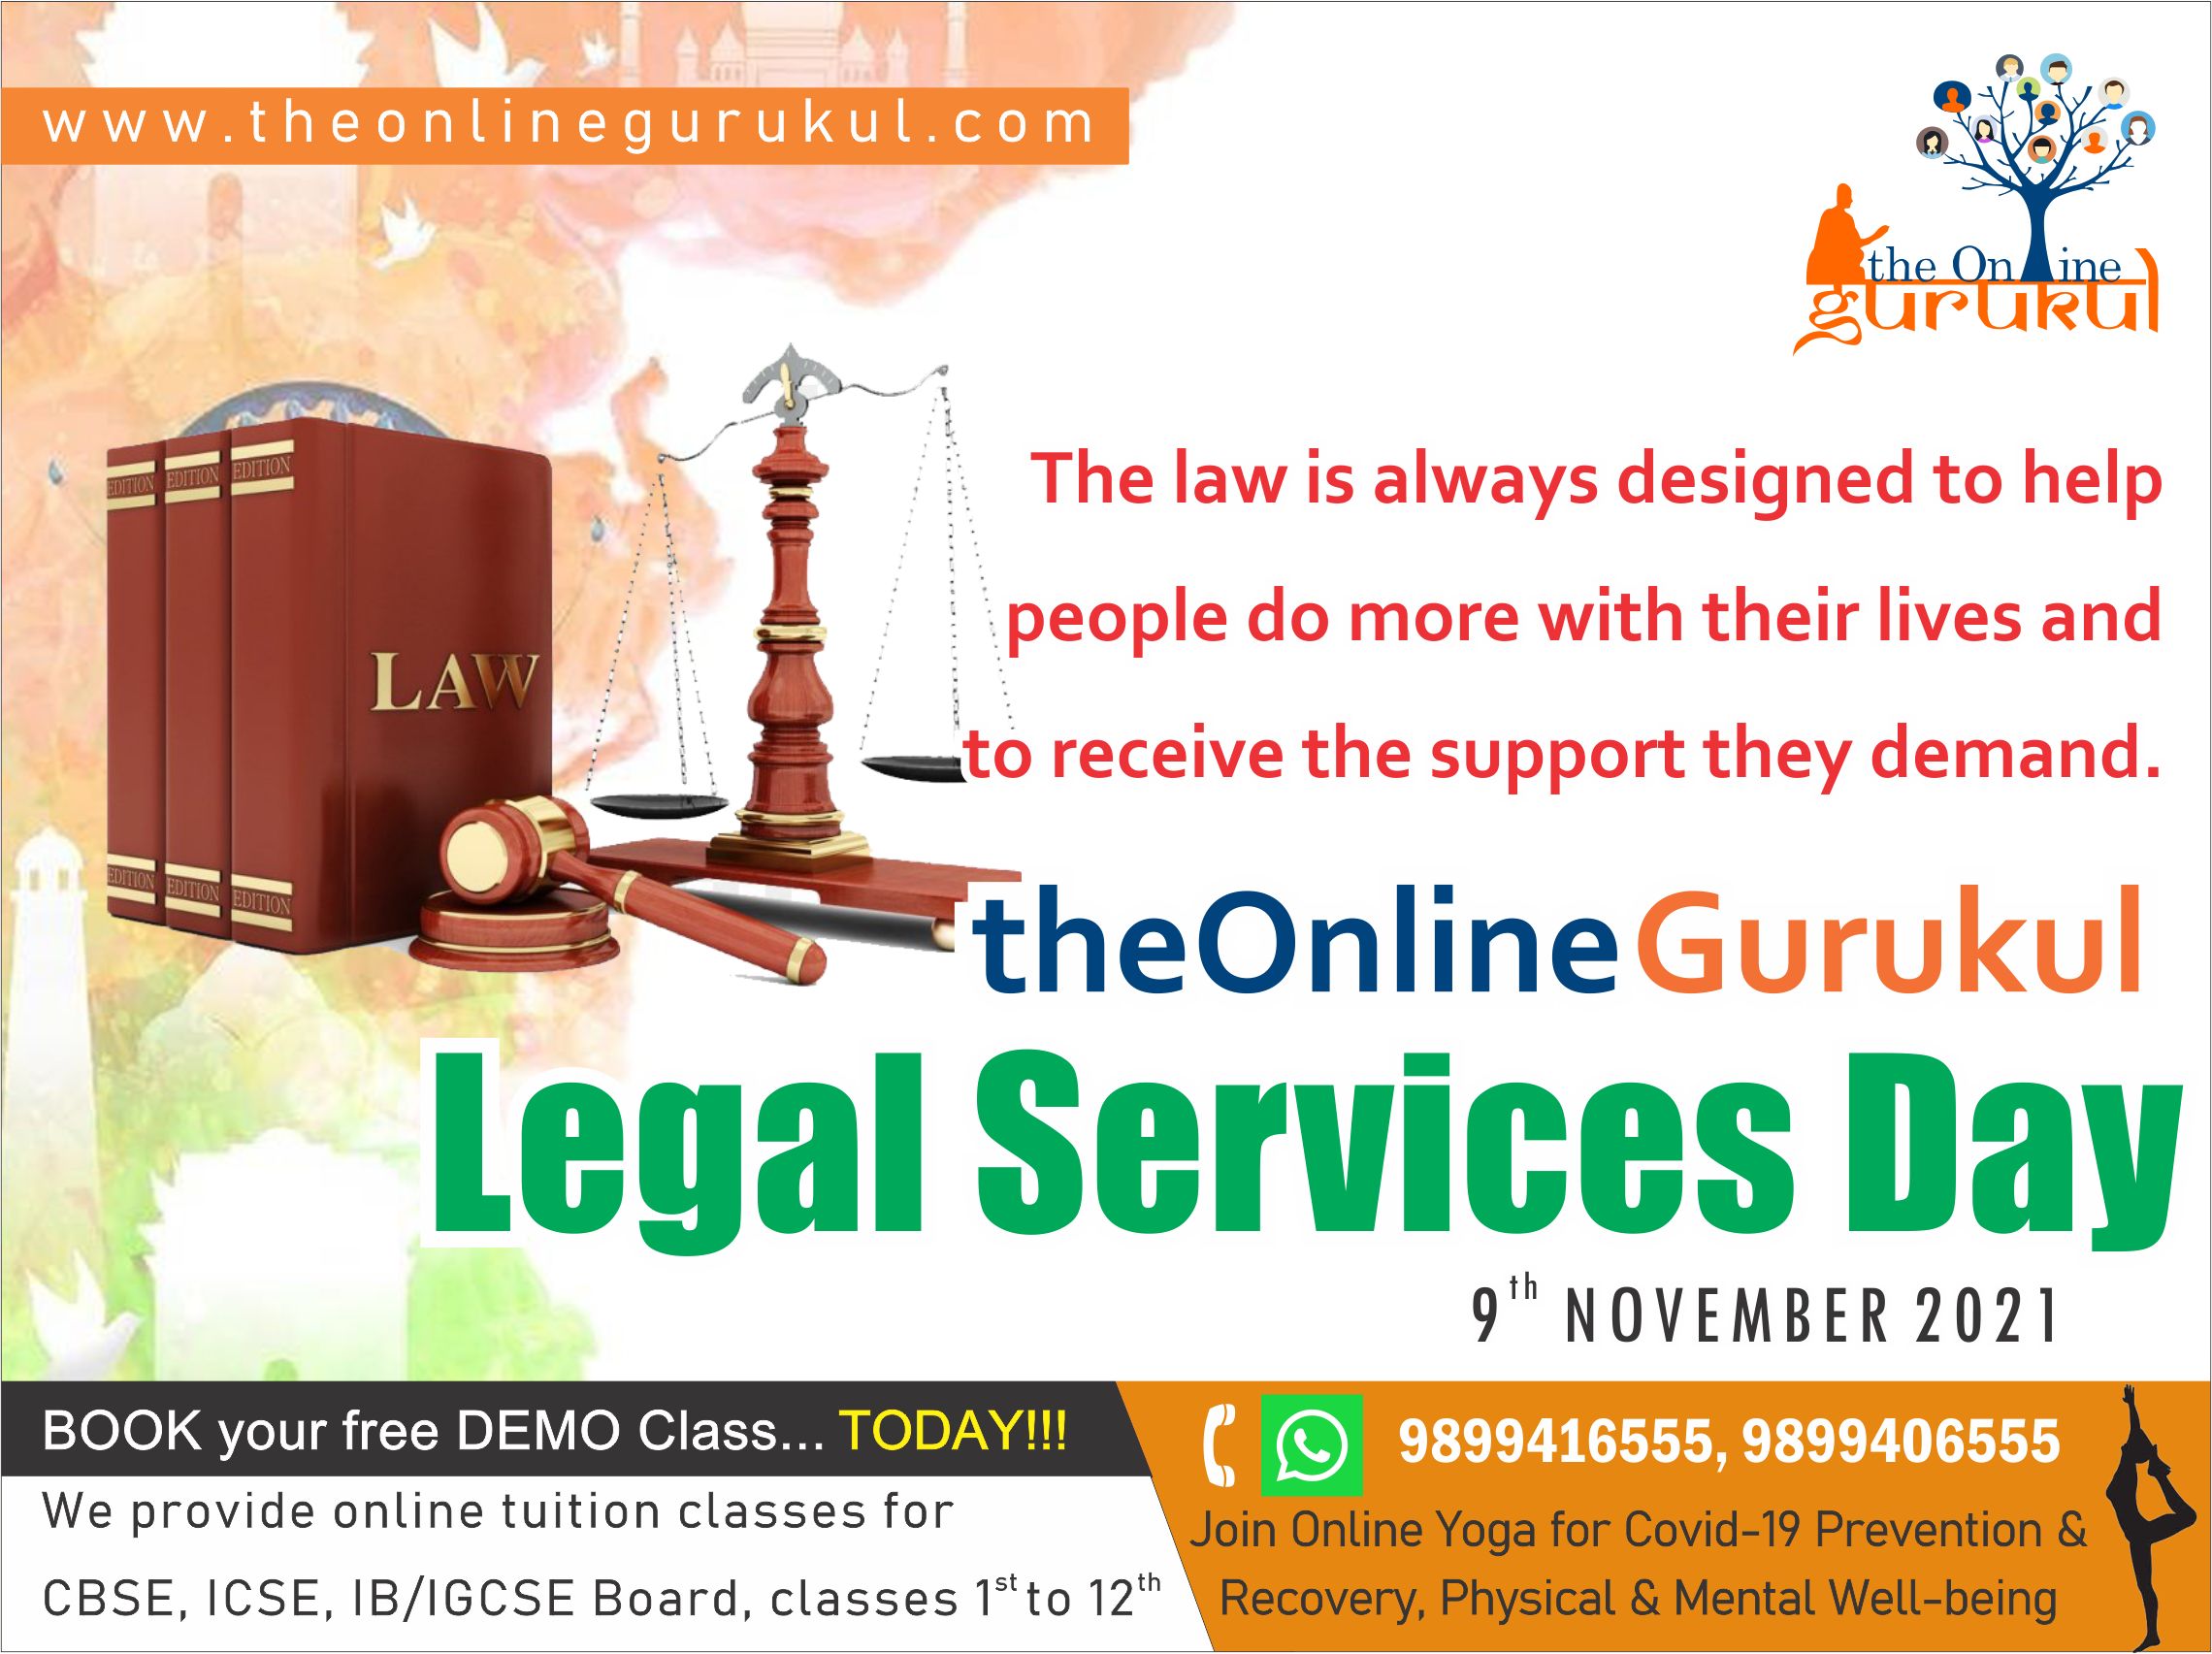 www.theonlinegurukul.com
the Online
gurukul
The law is always designed to help
people do more with their lives and
to receive the support they demand.
EDITION EDITION EDITION
LAW
EDITION EDITION EDITION
theOnlineGurukul
Legal Services Day
9th NOVEMBER 2021
BOOK your free DEMO Class... TODAY!!!
We provide online tuition classes for
CBSE, ICSE, IB/IGCSE Board, classes 1st to 12th
9899416555, 9899406555
Join Online Yoga for Covid-19 Prevention &
Recovery, Physical & Mental Well-being